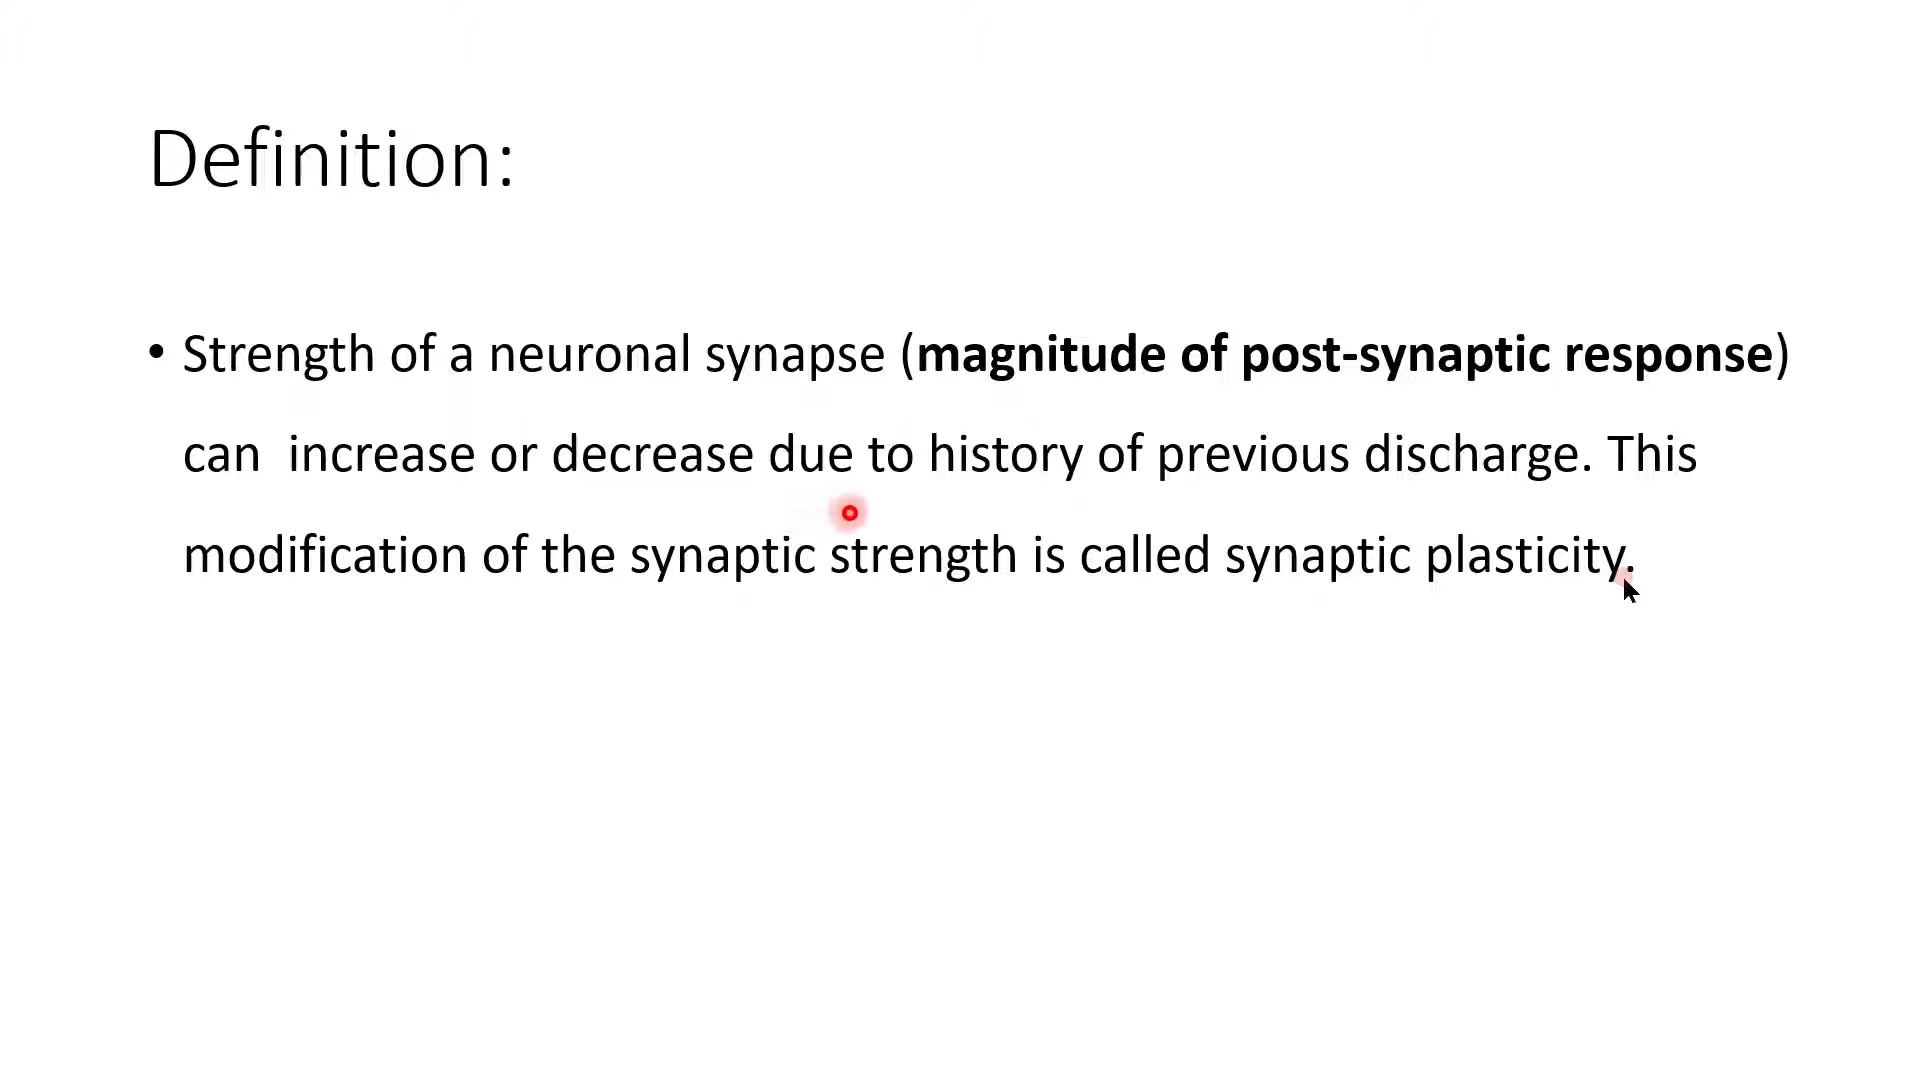 Definition:
• Strength of a neuronal synapse (magnitude of post-synaptic response)
can  increase or decrease due to history of previous discharge. This
modification of the synaptic strength is called synaptic plasticity.